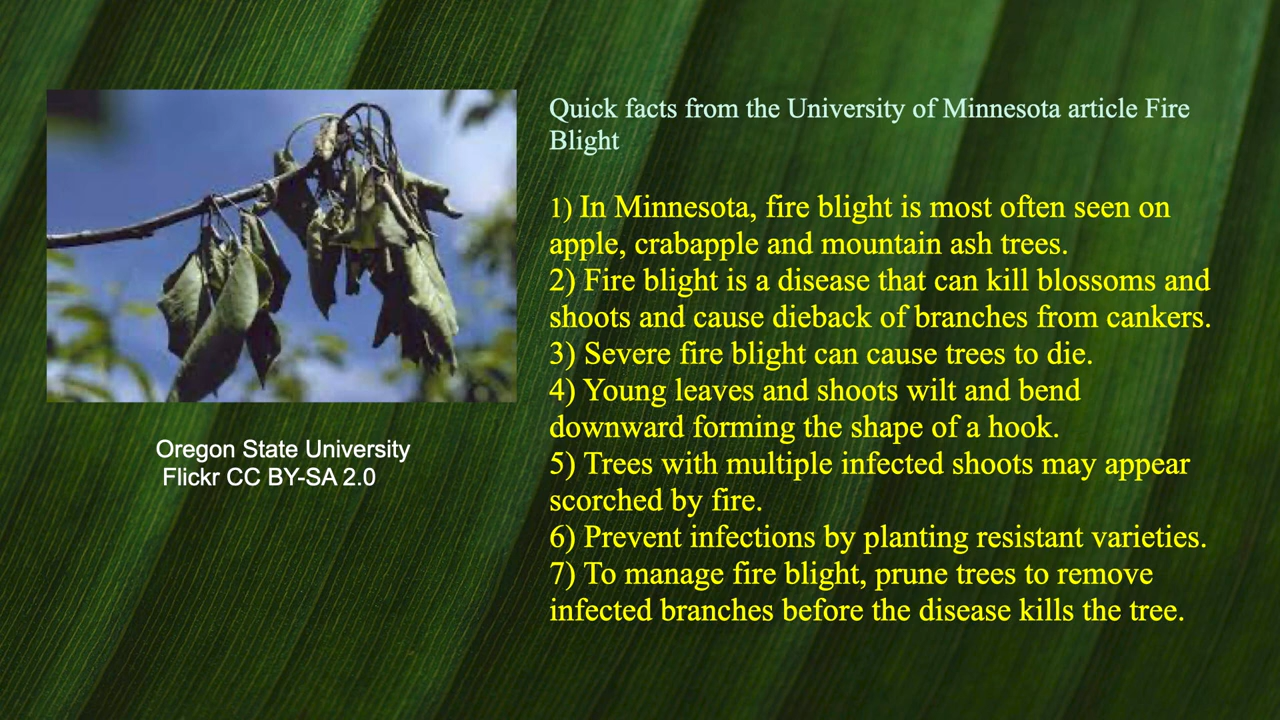 Quick facts from the University of Minnesota article Fire
Blight
1) In Minnesota, fire blight is most often seen on
apple, crabapple and mountain ash trees.
2) Fire blight is a disease that can kill blossoms and
shoots and cause dieback of branches from cankers.
3) Severe fire blight can cause trees to die.
4) Young leaves and shoots wilt and bend
downward forming the shape of a hook.
5) Trees with multiple infected shoots may appear
scorched by fire.
6) Prevent infections by planting resistant varieties.
7) To manage fire blight, prune trees to remove
infected branches before the disease kills the tree.
Oregon State University
Flickr CC BY-SA 2.0